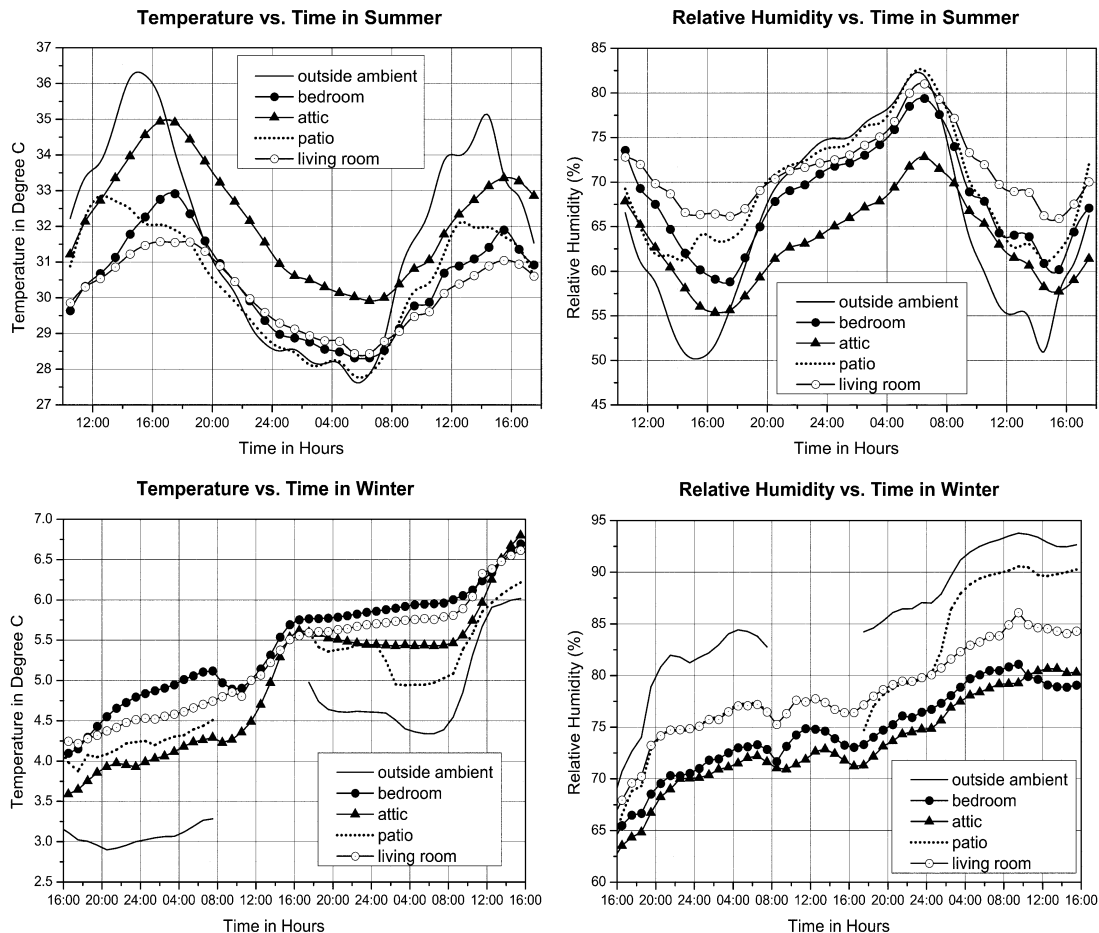 Temperature vs. Time in Summer
37
36
35
34
33
32
31
30
29
28
27
Temperature in Degree C
outside ambient
bedroom
attic
patio
living room
12:00 16:00 20:00 24:00 04:00 08:00 12:00 16:00
Time in Hours
Relative Humidity vs. Time in Summer
85
80
75
70
65
60
55
50
45
Relative Humidity (%)
outside ambient
bedroom
attic
patio
living room
12:00 16:00 20:00 24:00 04:00 08:00 12:00 16:00
Time in Hours
Temperature vs. Time in Winter
7.0
6.5
6.0
5.5
5.0
4.5
4.0
3.5
3.0
2.5
Temperature in Degree C
outside ambient
bedroom
attic
patio
living room
16:00 20:00 24:00 04:00 08:00 12:00 16:00 20:00 24:00 04:00 08:00 12:00 16:00
Time in Hours
Relative Humidity vs. Time in Winter
95
90
85
80
75
70
65
60
Relative Humidity (%)
outside ambient
bedroom
attic
patio
living room
16:00 20:00 24:00 04:00 08:00 12:00 16:00 20:00 24:00 04:00 08:00 12:00 16:00
Time in Hours